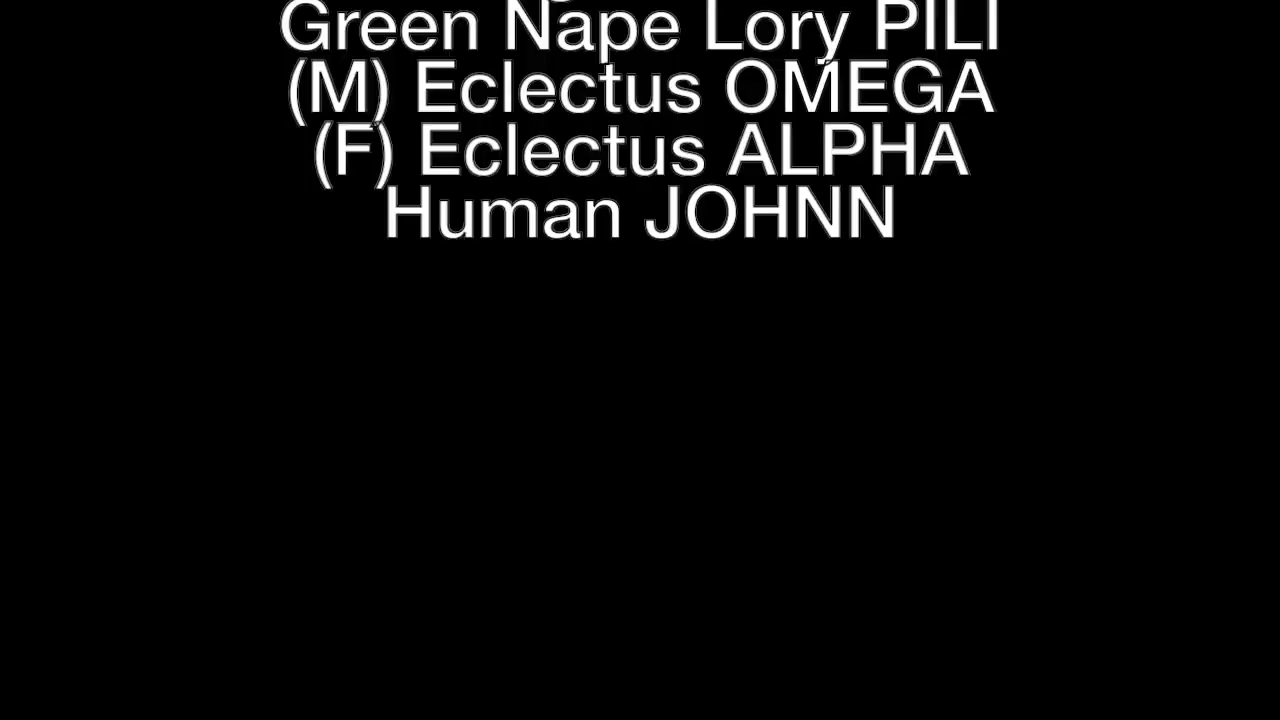 Green Nape Lory PILI
(M) Eclectus OMEGA
(F) Eclectus ALPHA
Human JOHNN